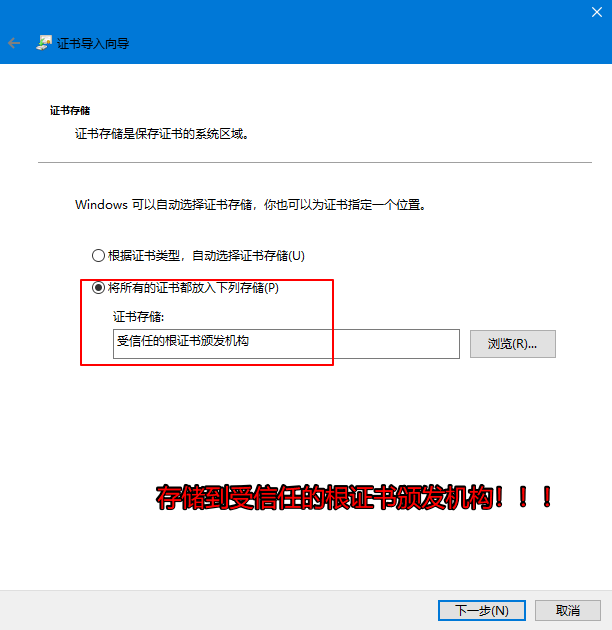 证书导入向导
证书存储
证书存储是保存证书的系统区域。
Windows 可以自动选择证书存储，你也可以为证书指定一个位置。
根据证书类型，自动选择证书存储(U)
将所有的证书都放入下列存储(P)
证书存储:
受信任的根证书颁发机构
浏览(R)...
存储到受信任的根证书颁发机构！！！
下一步(N)
取消